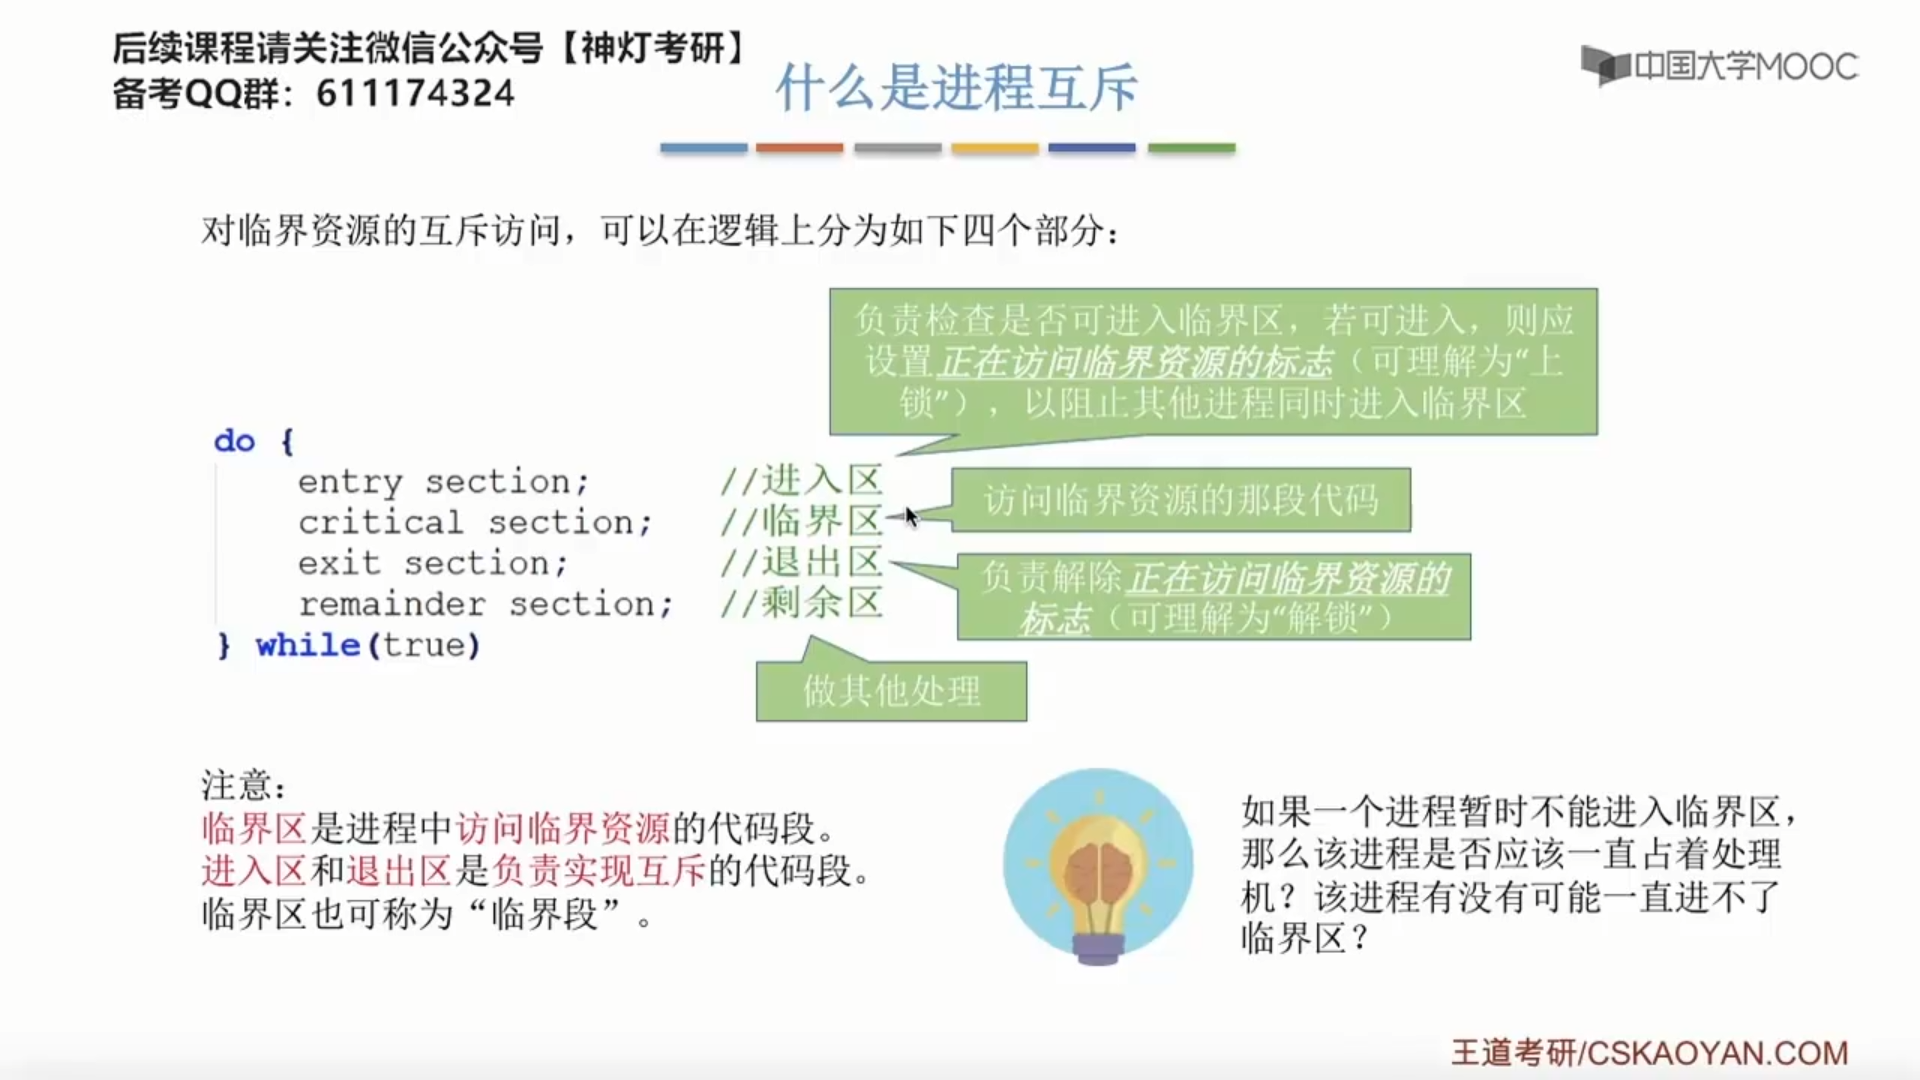 后续课程请关注微信公众号【神灯考研】
备考QQ群：611174324
什么是进程互斥
中国大学MOOC
对临界资源的互斥访问，可以在逻辑上分为如下四个部分：
负责检查是否可进入临界区，若可进入，则应
设置正在访问临界资源的标志（可理解为“上
锁”），以阻止其他进程同时进入临界区
do {
entry section; //进入区
critical section; //临界区
exit section; //退出区
remainder section; //剩余区
} while(true)
访问临界资源的那段代码
负责解除正在访问临界资源的
标志（可理解为“解锁”）
做其他处理
注意：
临界区是进程中访问临界资源的代码段。
进入区和退出区是负责实现互斥的代码段。
临界区也可称为“临界段”。
如果一个进程暂时不能进入临界区，
那么该进程是否应该一直占着处理
机？该进程有没有可能一直进不了
临界区？
王道考研/CSKAOYAN.COM